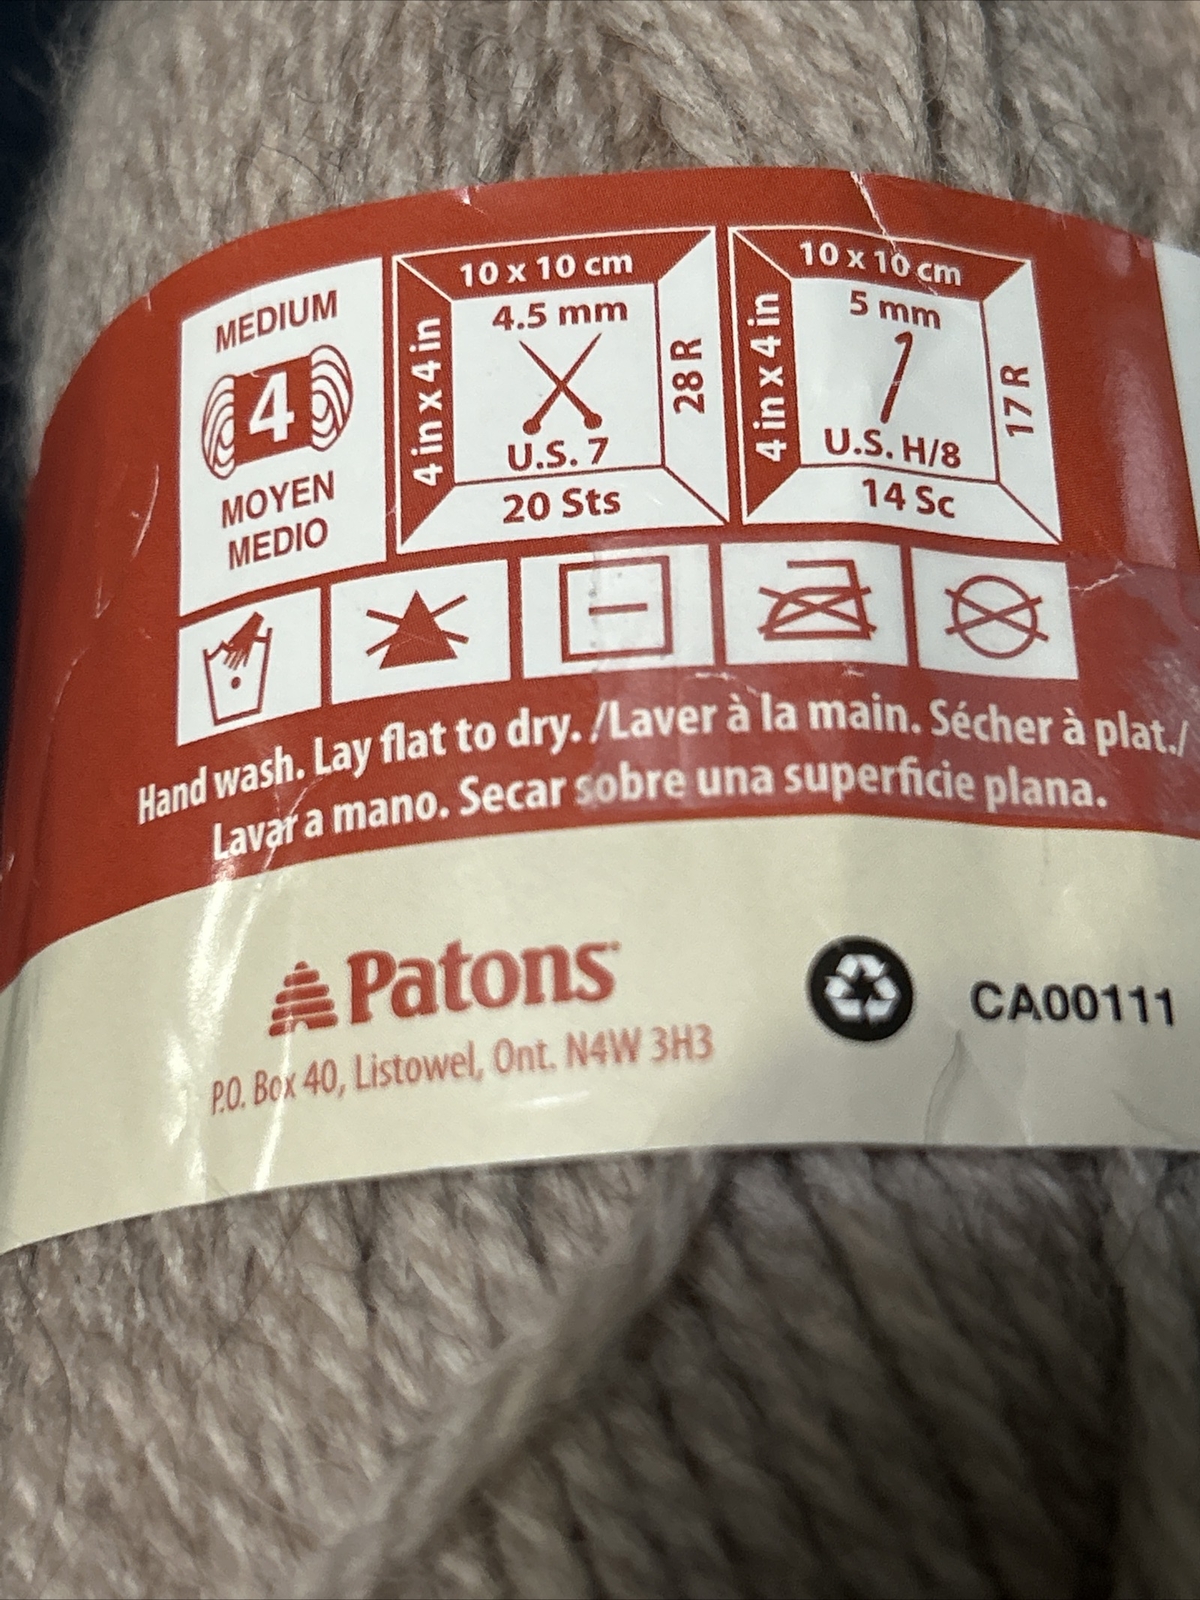 MEDIUM
4
MOYEN
MEDIO
10 x 10 cm
4 in x 4 in
4.5 mm
U.S. 7
28 R
20 Sts
10 x 10 cm
4 in x 4 in
5 mm
U.S. H/8
17 R
14 Sc
Hand wash. Lay flat to dry. /Laver à la main. Sécher à plat./
Lavar a mano. Secar sobre una superficie plana.
Patons
P.O. Box 40, Listowel, Ont. N4W 3H3
CA00111